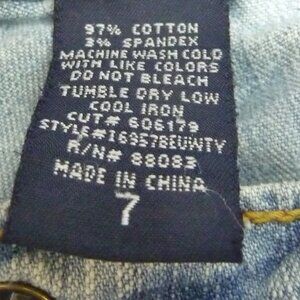 97% COTTON
3% SPANDEX
MACHINE WASH COLD
WITH LIKE COLORS
DO NOT BLEACH
TUMBLE DRY LOW
COOL IRON
CUT# 606179
STYLE#16957BEUWTY
R/N# 88083
MADE IN CHINA
7